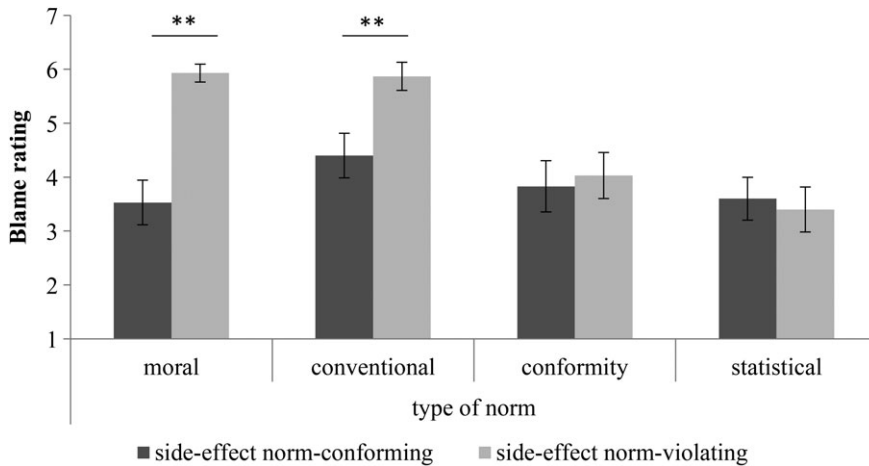 7
**
**
6
5
4
3
2
1
Blame rating
moral
conventional
conformity
statistical
type of norm
side-effect norm-conforming
side-effect norm-violating